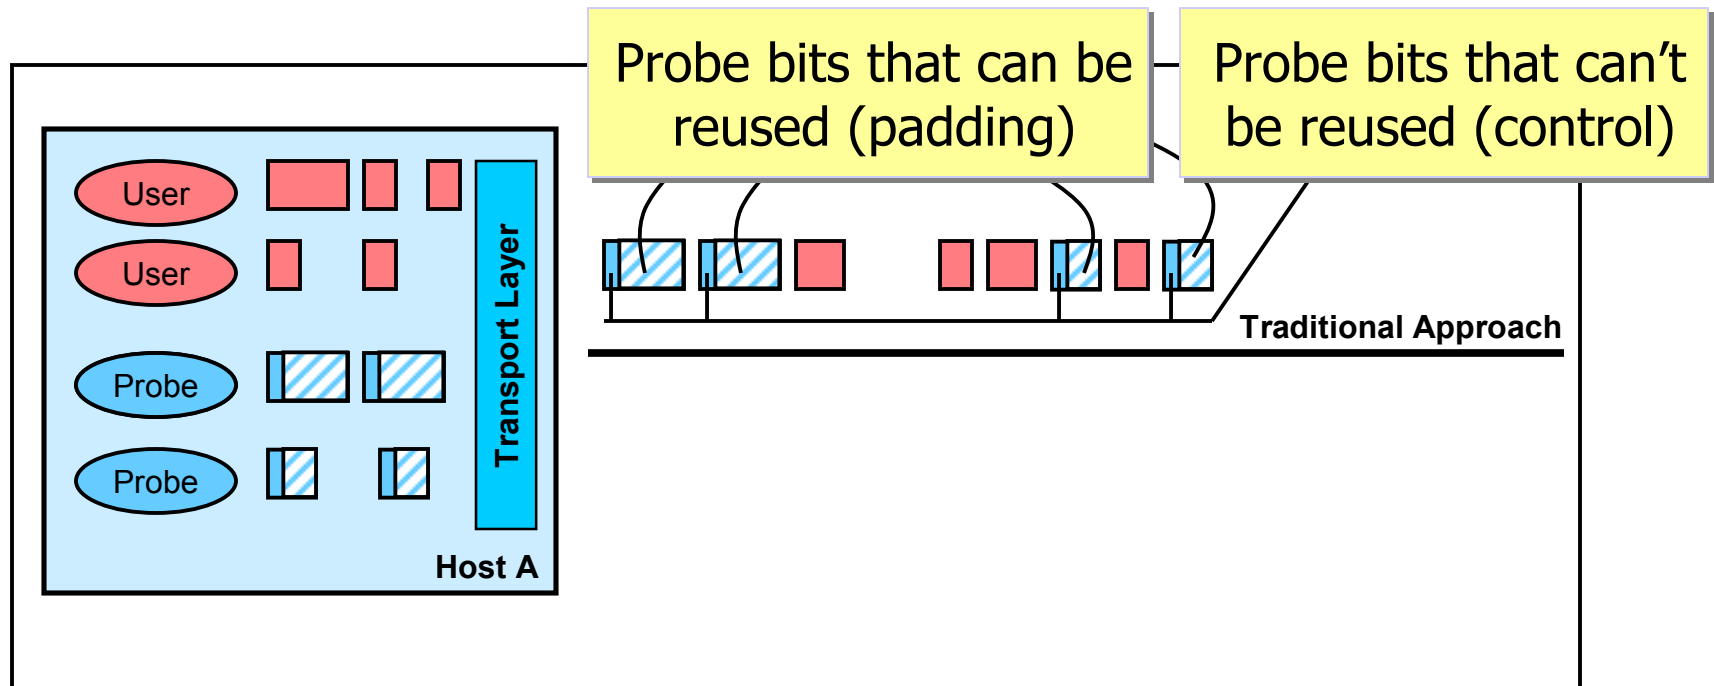 Probe bits that can be
reused (padding)
Probe bits that can’t
be reused (control)
User
User
Probe
Probe
Transport Layer
Host A
Traditional Approach